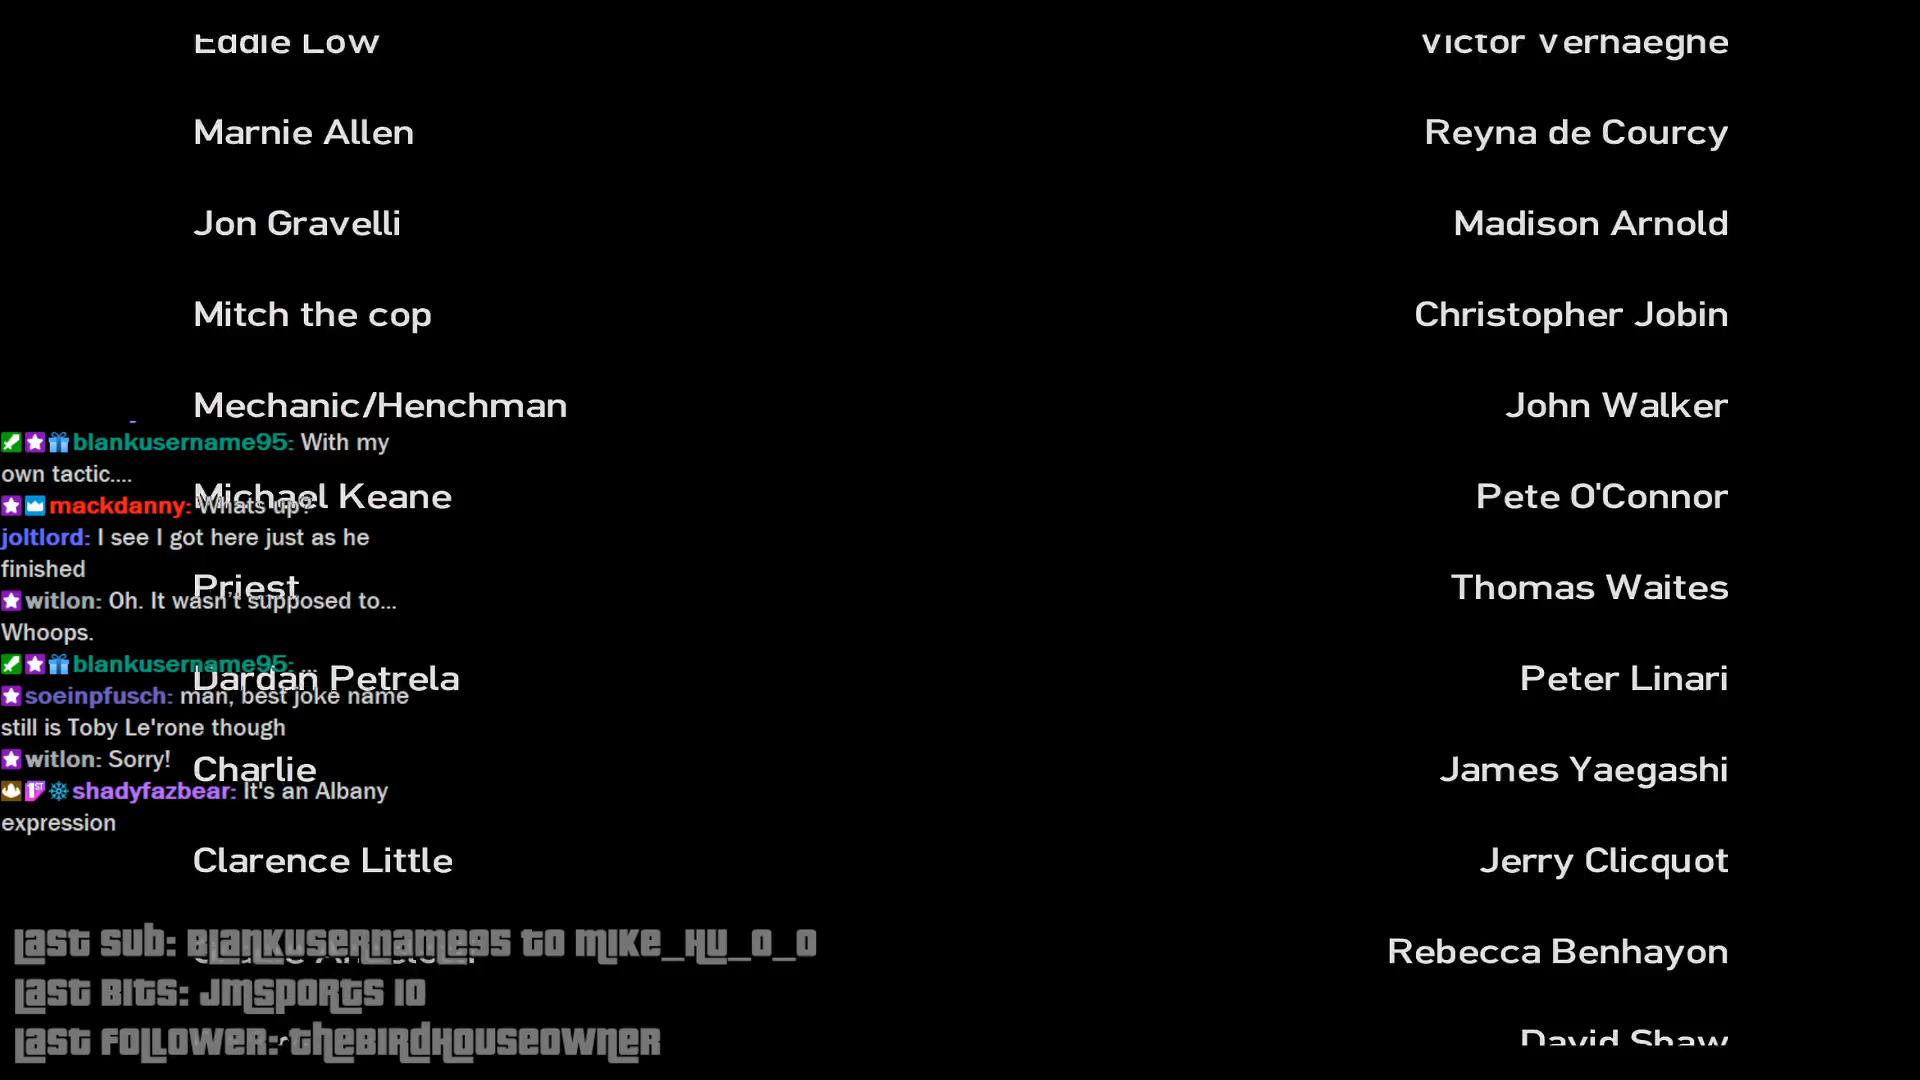 Eddie Low Victor Verhaeghe
Marnie Allen Reyna de Courcy
Jon Gravelli Madison Arnold
Mitch the cop Christopher Jobin
Mechanic/Henchman John Walker
blankusername95: With my
own tactic....
Michael Keane Pete O'Connor
mackdanny: Whats up?
joltlord: I see I got here just as he
finished
Priest Thomas Waites
witlon: Oh. It wasn't supposed to...
Whoops.
blankusername95: ...
Dardan Petrela Peter Linari
soeinpfusch: man, best joke name
still is Toby Le'rone though
witlon: Sorry!
Charlie James Yaegashi
shadyfazbear: It's an Albany
expression
Clarence Little Jerry Clicquot
Last sub: blankusername95 to mike_hu_o_o
Rebecca Benhayon
Last Bits: jmsports 10
Last follower: thebirdhouseowner
David Shaw